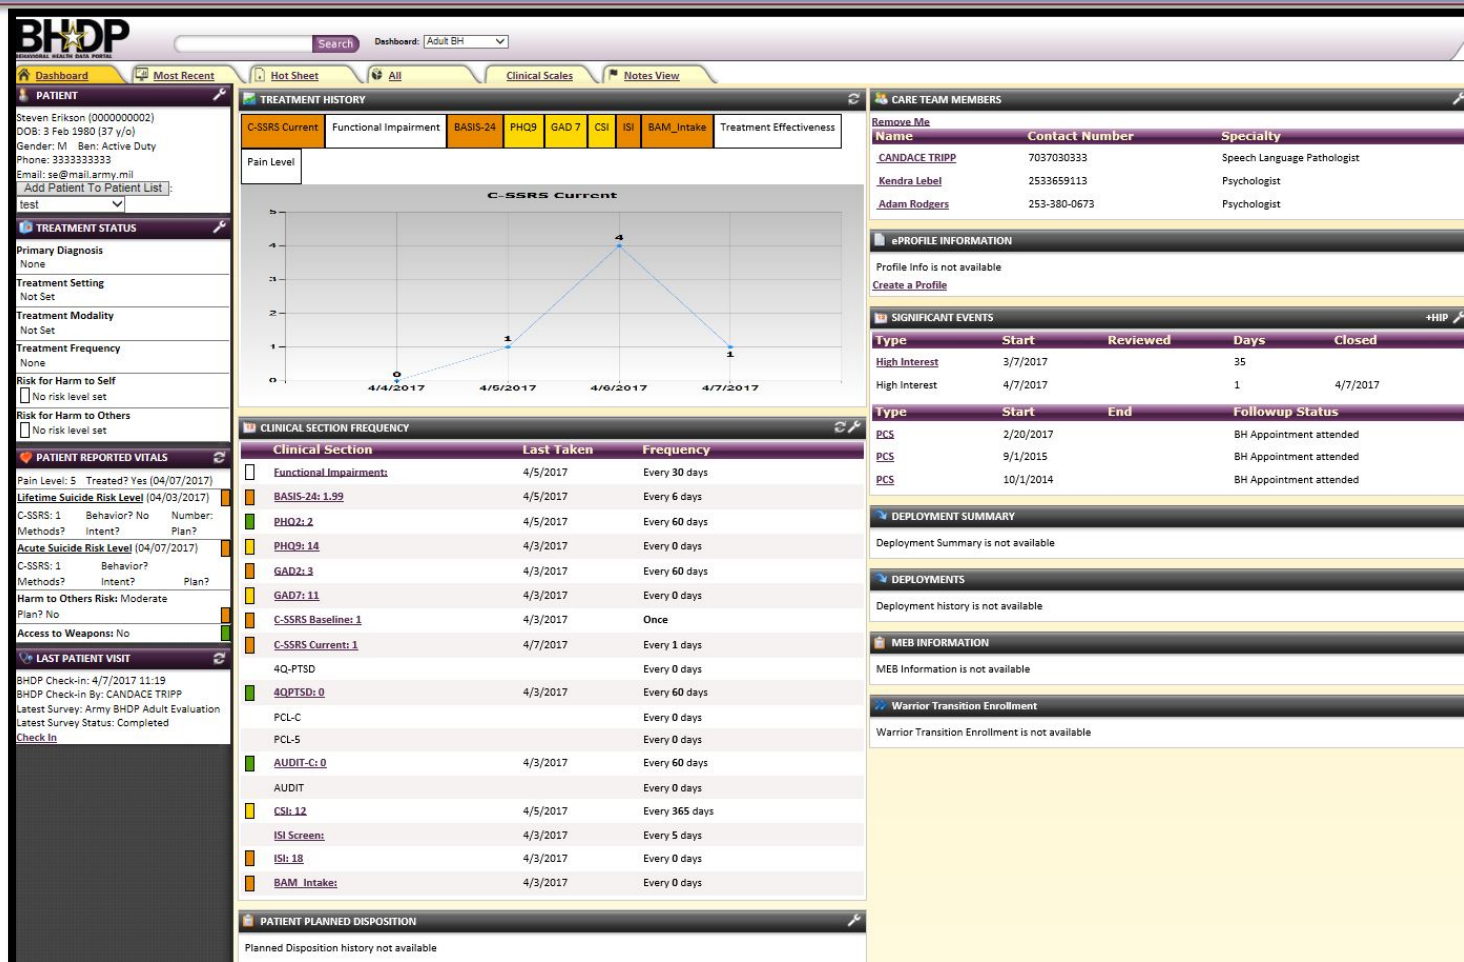 BHDP
BEHAVIORAL HEALTH DATA PORTAL
Search Dashboard: Adult BH
Dashboard Most Recent Hot Sheet All Clinical Scales Notes View
PATIENT
Steven Erikson (0000000002)
DOB: 3 Feb 1980 (37 y/o)
Gender: M Ben: Active Duty
Phone: 3333333333
Email: se@mail.army.mil
Add Patient To Patient List :
test
TREATMENT STATUS
Primary Diagnosis
None
Treatment Setting
Not Set
Treatment Modality
Not Set
Treatment Frequency
None
Risk for Harm to Self
No risk level set
Risk for Harm to Others
No risk level set
PATIENT REPORTED VITALS
Pain Level: 5 Treated? Yes (04/07/2017)
Lifetime Suicide Risk Level (04/03/2017)
C-SSRS: 1 Behavior? No Number:
Methods? Intent? Plan?
Acute Suicide Risk Level (04/07/2017)
C-SSRS: 1 Behavior?
Methods? Intent? Plan?
Harm to Others Risk: Moderate
Plan? No
Access to Weapons: No
LAST PATIENT VISIT
BHDP Check-in: 4/7/2017 11:19
BHDP Check-in By: CANDACE TRIPP
Latest Survey: Army BHDP Adult Evaluation
Latest Survey Status: Completed
Check In
TREATMENT HISTORY
C-SSRS Current Functional Impairment BASIS-24 PHQ9 GAD 7 CSI ISI BAM_Intake Treatment Effectiveness
Pain Level
C-SSRS Current
5
4 4
3
2
1 1 1
0 0
4/4/2017 4/5/2017 4/6/2017 4/7/2017
CLINICAL SECTION FREQUENCY
Clinical Section Last Taken Frequency
Functional Impairment: 4/5/2017 Every 30 days
BASIS-24: 1.99 4/5/2017 Every 6 days
PHQ2: 2 4/5/2017 Every 60 days
PHQ9: 14 4/3/2017 Every 0 days
GAD2: 3 4/3/2017 Every 60 days
GAD7: 11 4/3/2017 Every 0 days
C-SSRS Baseline: 1 4/3/2017 Once
C-SSRS Current: 1 4/7/2017 Every 1 days
4Q-PTSD Every 0 days
4QPTSD: 0 4/3/2017 Every 60 days
PCL-C Every 0 days
PCL-5 Every 0 days
AUDIT-C: 0 4/3/2017 Every 60 days
AUDIT Every 0 days
CSI: 12 4/5/2017 Every 365 days
ISI Screen: 4/3/2017 Every 5 days
ISI: 18 4/3/2017 Every 0 days
BAM_Intake: 4/3/2017 Every 0 days
PATIENT PLANNED DISPOSITION
Planned Disposition history not available
CARE TEAM MEMBERS
Remove Me
Name Contact Number Specialty
CANDACE TRIPP 7037030333 Speech Language Pathologist
Kendra Lebel 2533659113 Psychologist
Adam Rodgers 253-380-0673 Psychologist
ePROFILE INFORMATION
Profile Info is not available
Create a Profile
SIGNIFICANT EVENTS +HIP
Type Start Reviewed Days Closed
High Interest 3/7/2017 35
High Interest 4/7/2017 1 4/7/2017
Type Start End Followup Status
PCS 2/20/2017 BH Appointment attended
PCS 9/1/2015 BH Appointment attended
PCS 10/1/2014 BH Appointment attended
DEPLOYMENT SUMMARY
Deployment Summary is not available
DEPLOYMENTS
Deployment history is not available
MEB INFORMATION
MEB Information is not available
Warrior Transition Enrollment
Warrior Transition Enrollment is not available